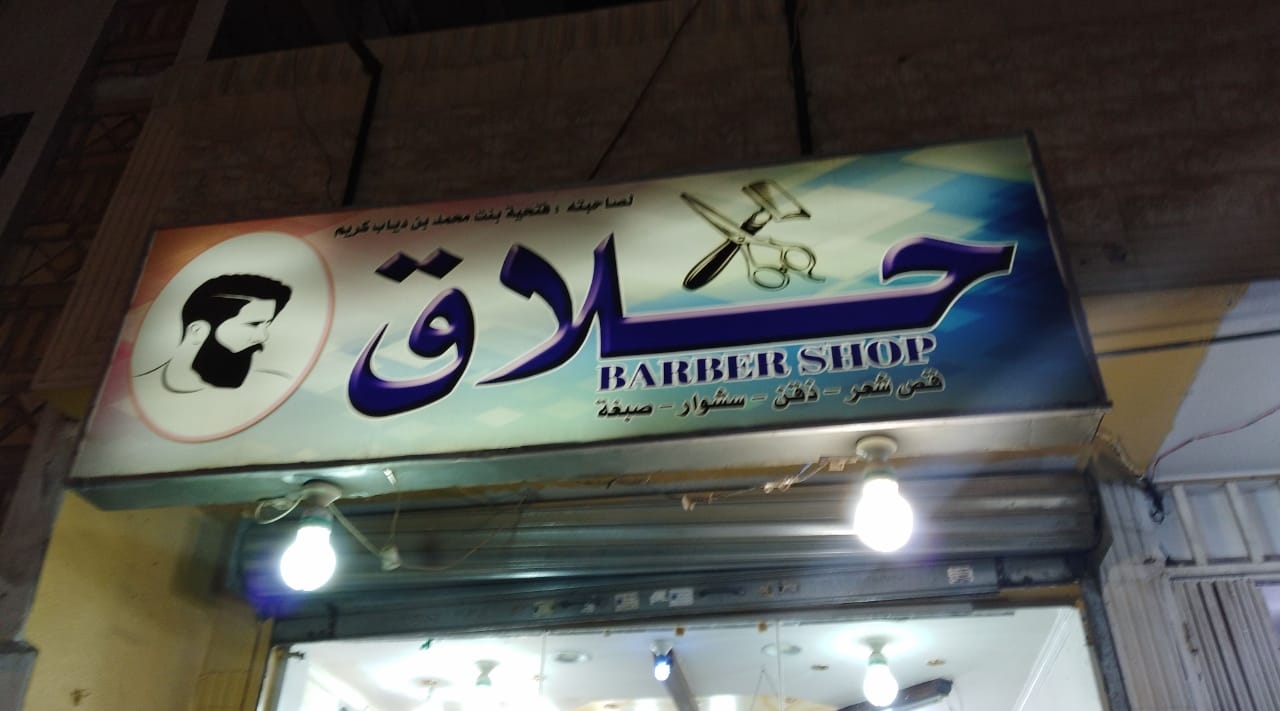 لصاحبته : فتحية بنت محمد بن دياب كريم
حلاق
BARBER SHOP
قص شعر - ذقن - سشوار - صبغة